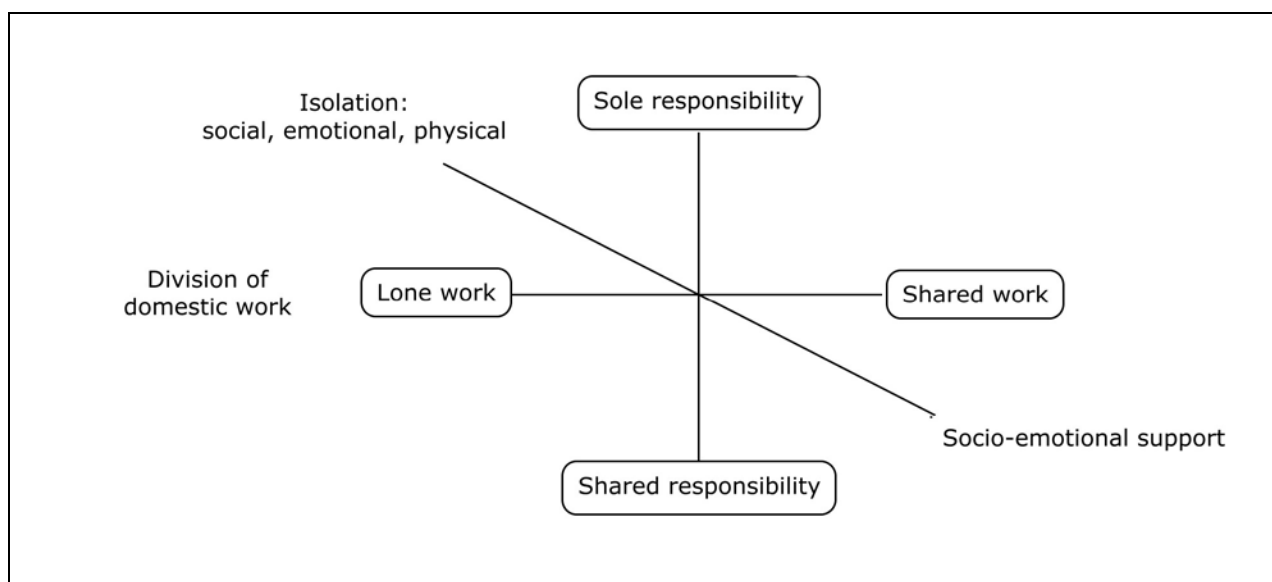 Sole responsibility
Isolation:
social, emotional, physical
Division of
domestic work
Lone work
Shared work
Socio-emotional support
Shared responsibility